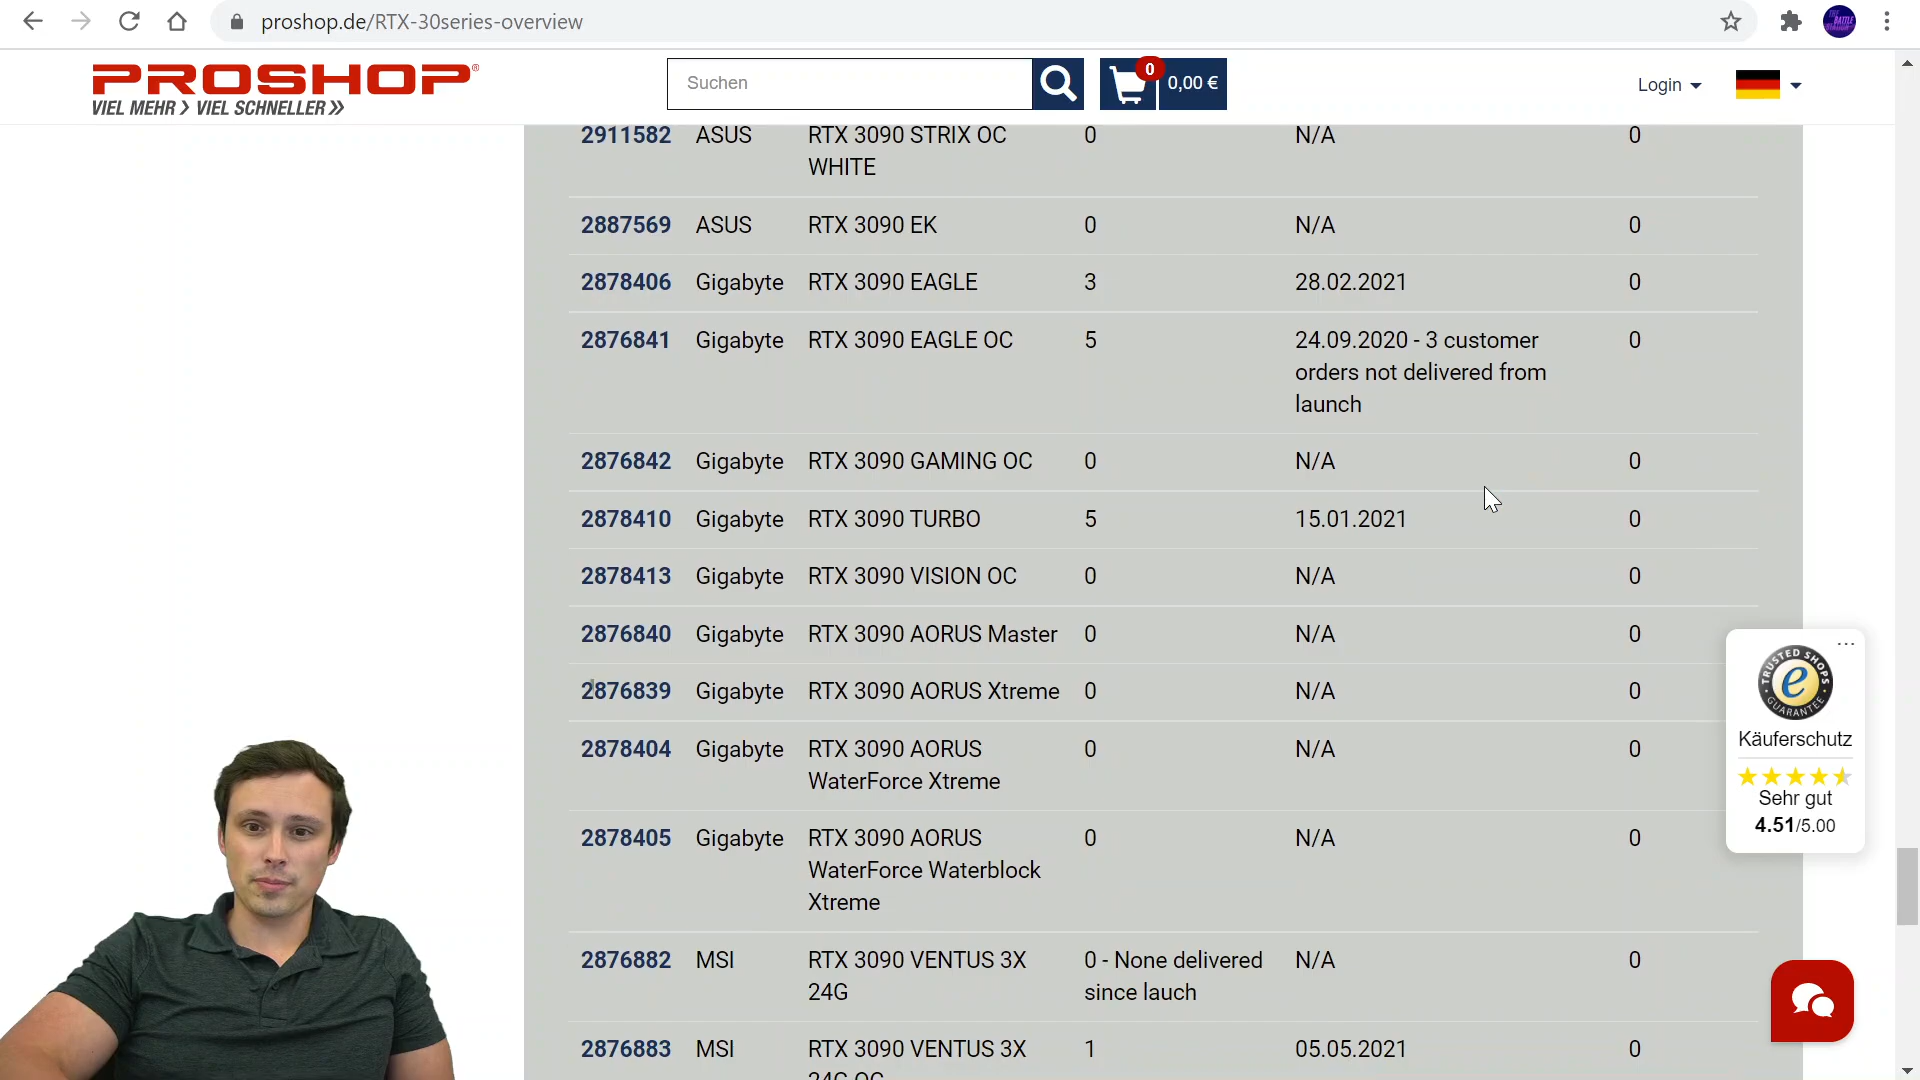 proshop.de/RTX-30series-overview
PROSHOP®
VIEL MEHR > VIEL SCHNELLER >>
Suchen
0
0,00 €
Login
2911582 ASUS RTX 3090 STRIX OC 0 N/A 0
WHITE
2887569 ASUS RTX 3090 EK 0 N/A 0
2878406 Gigabyte RTX 3090 EAGLE 3 28.02.2021 0
2876841 Gigabyte RTX 3090 EAGLE OC 5 24.09.2020 - 3 customer 0
orders not delivered from
launch
2876842 Gigabyte RTX 3090 GAMING OC 0 N/A 0
2878410 Gigabyte RTX 3090 TURBO 5 15.01.2021 0
2878413 Gigabyte RTX 3090 VISION OC 0 N/A 0
2876840 Gigabyte RTX 3090 AORUS Master 0 N/A 0
2876839 Gigabyte RTX 3090 AORUS Xtreme 0 N/A 0
2878404 Gigabyte RTX 3090 AORUS 0 N/A 0
WaterForce Xtreme
2878405 Gigabyte RTX 3090 AORUS 0 N/A 0
WaterForce Waterblock
Xtreme
2876882 MSI RTX 3090 VENTUS 3X 0 - None delivered N/A 0
24G since lauch
2876883 MSI RTX 3090 VENTUS 3X 1 05.05.2021 0
24G OC
...
TRUSTED SHOPS
e
GUARANTEE
Käuferschutz
Sehr gut
4.51/5.00